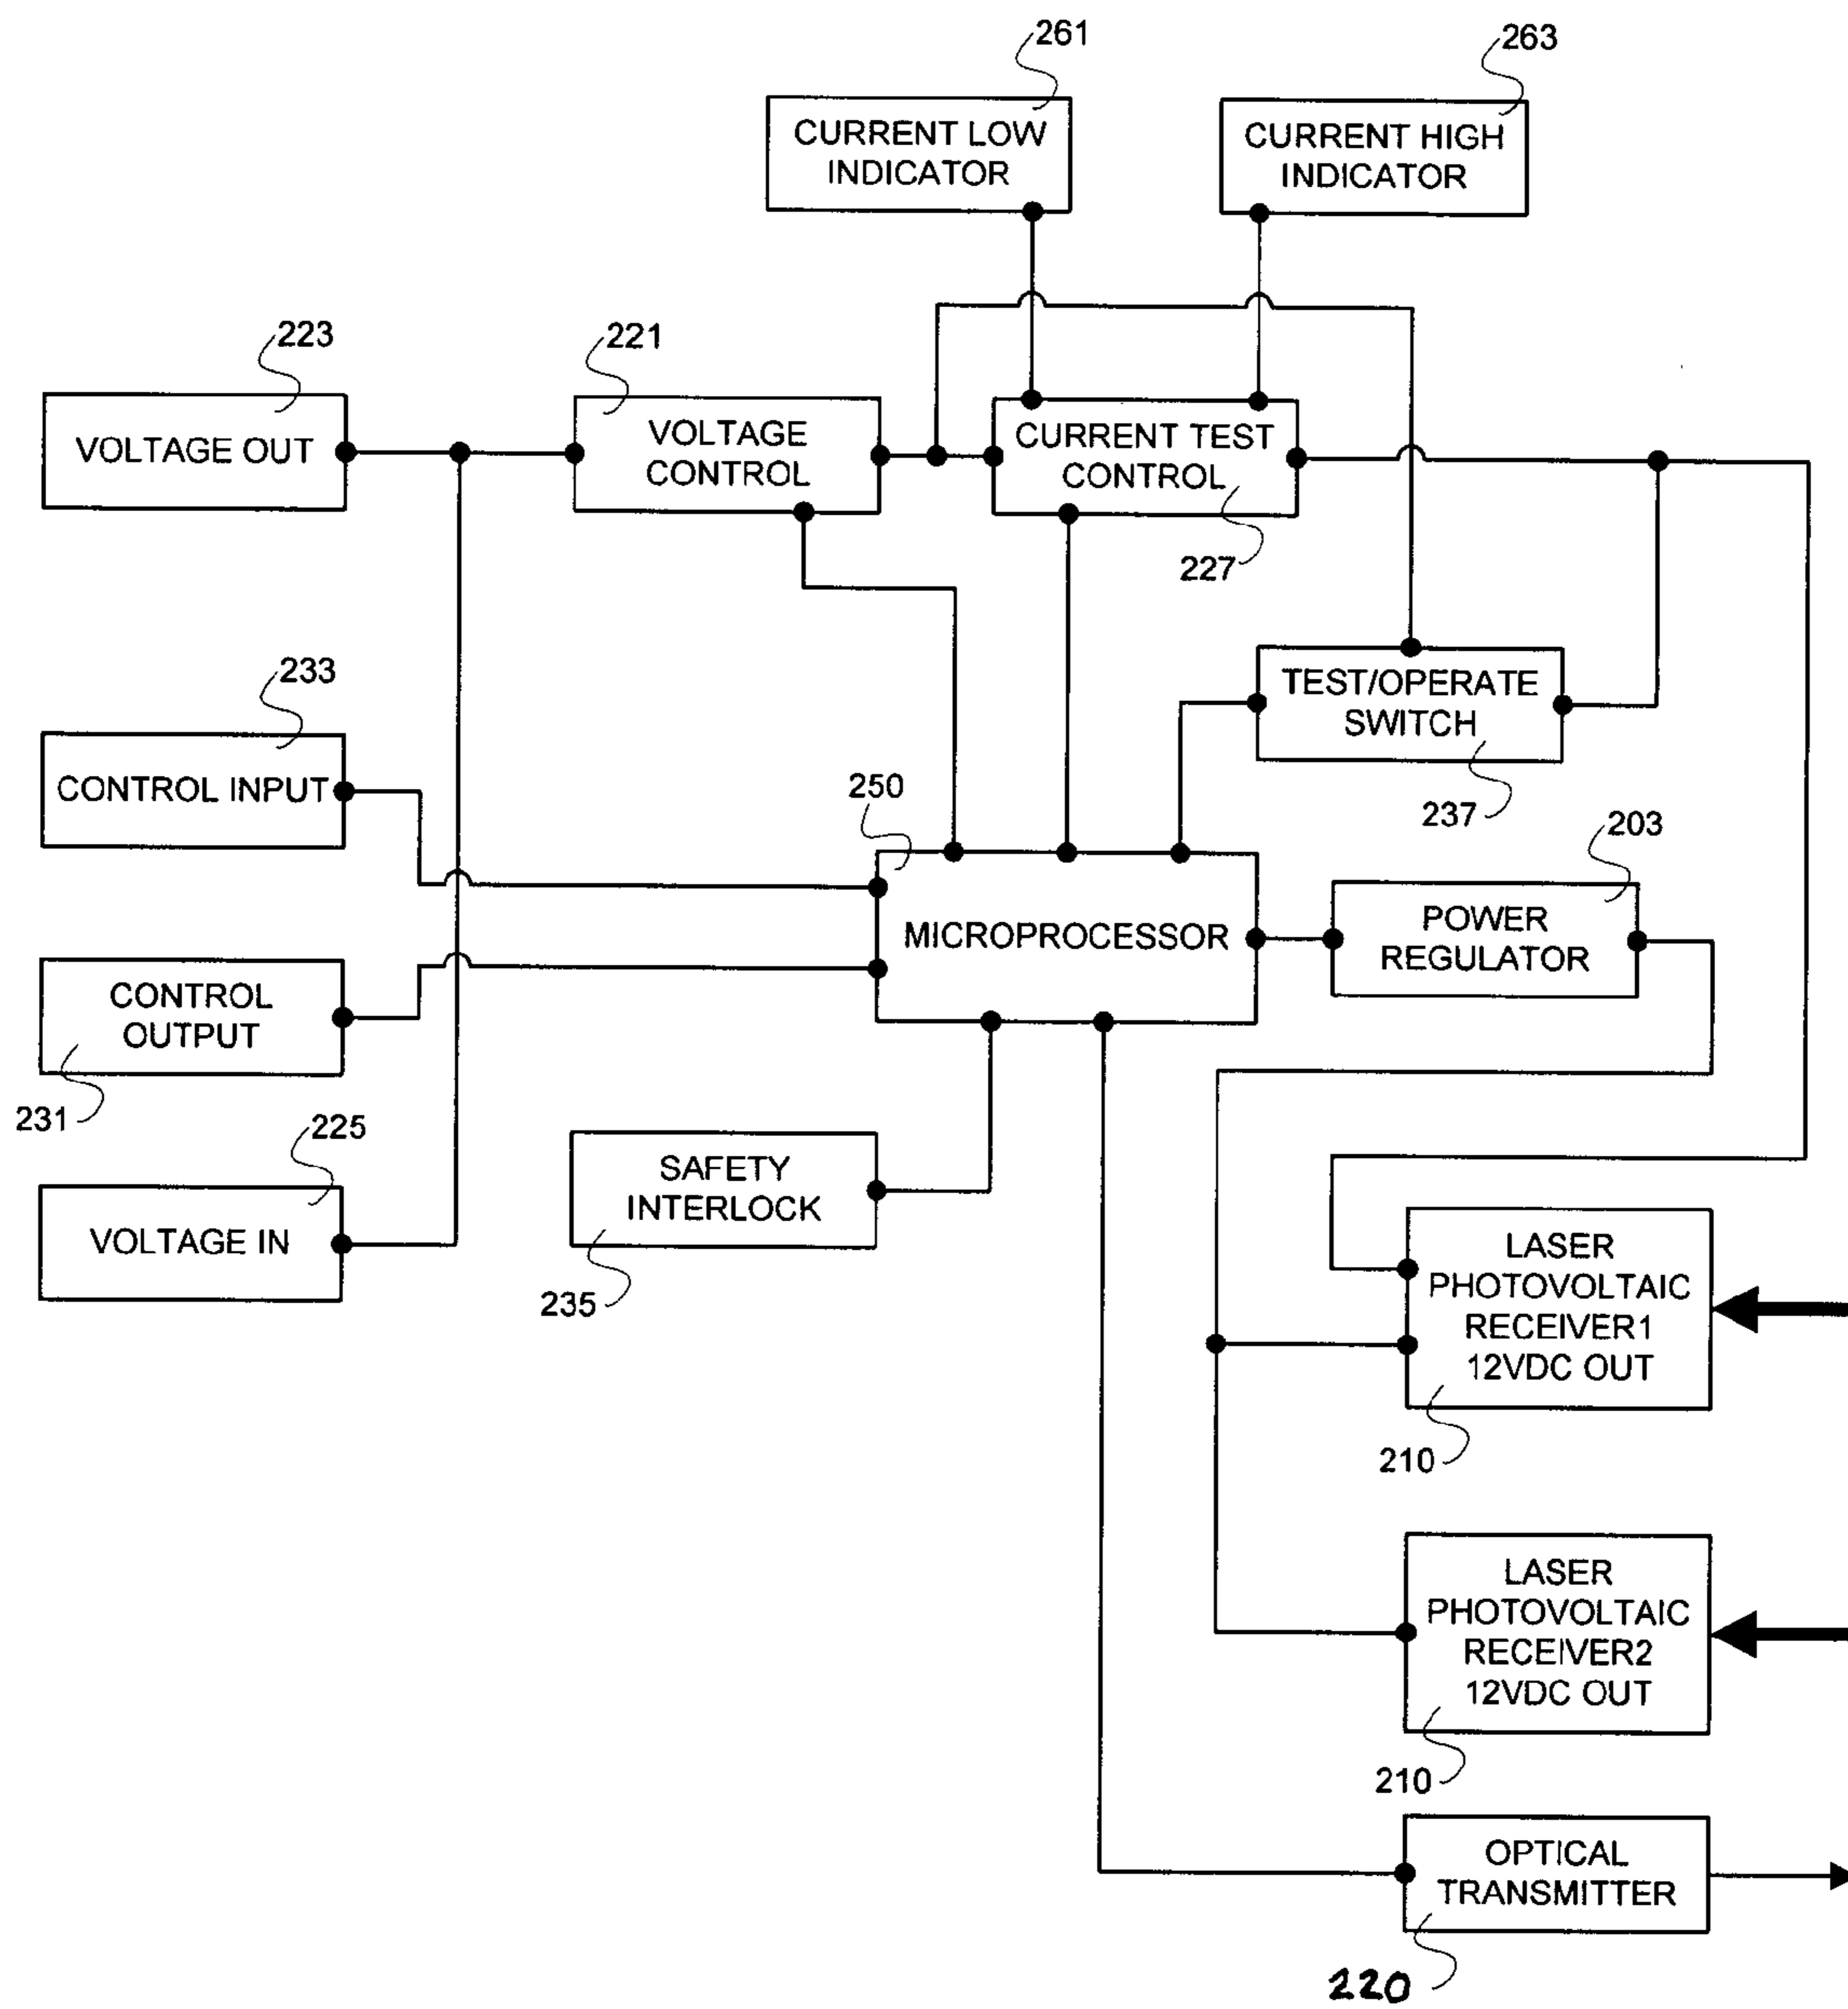 261
263
CURRENT LOW
INDICATOR
CURRENT HIGH
INDICATOR
223
221
VOLTAGE OUT
VOLTAGE
CONTROL
CURRENT TEST
CONTROL
227
233
TEST/OPERATE
SWITCH
237
CONTROL INPUT
250
203
MICROPROCESSOR
POWER
REGULATOR
CONTROL
OUTPUT
231
225
VOLTAGE IN
SAFETY
INTERLOCK
235
LASER
PHOTOVOLTAIC
RECEIVER1
12VDC OUT
210
LASER
PHOTOVOLTAIC
RECEIVER2
12VDC OUT
210
OPTICAL
TRANSMITTER
220